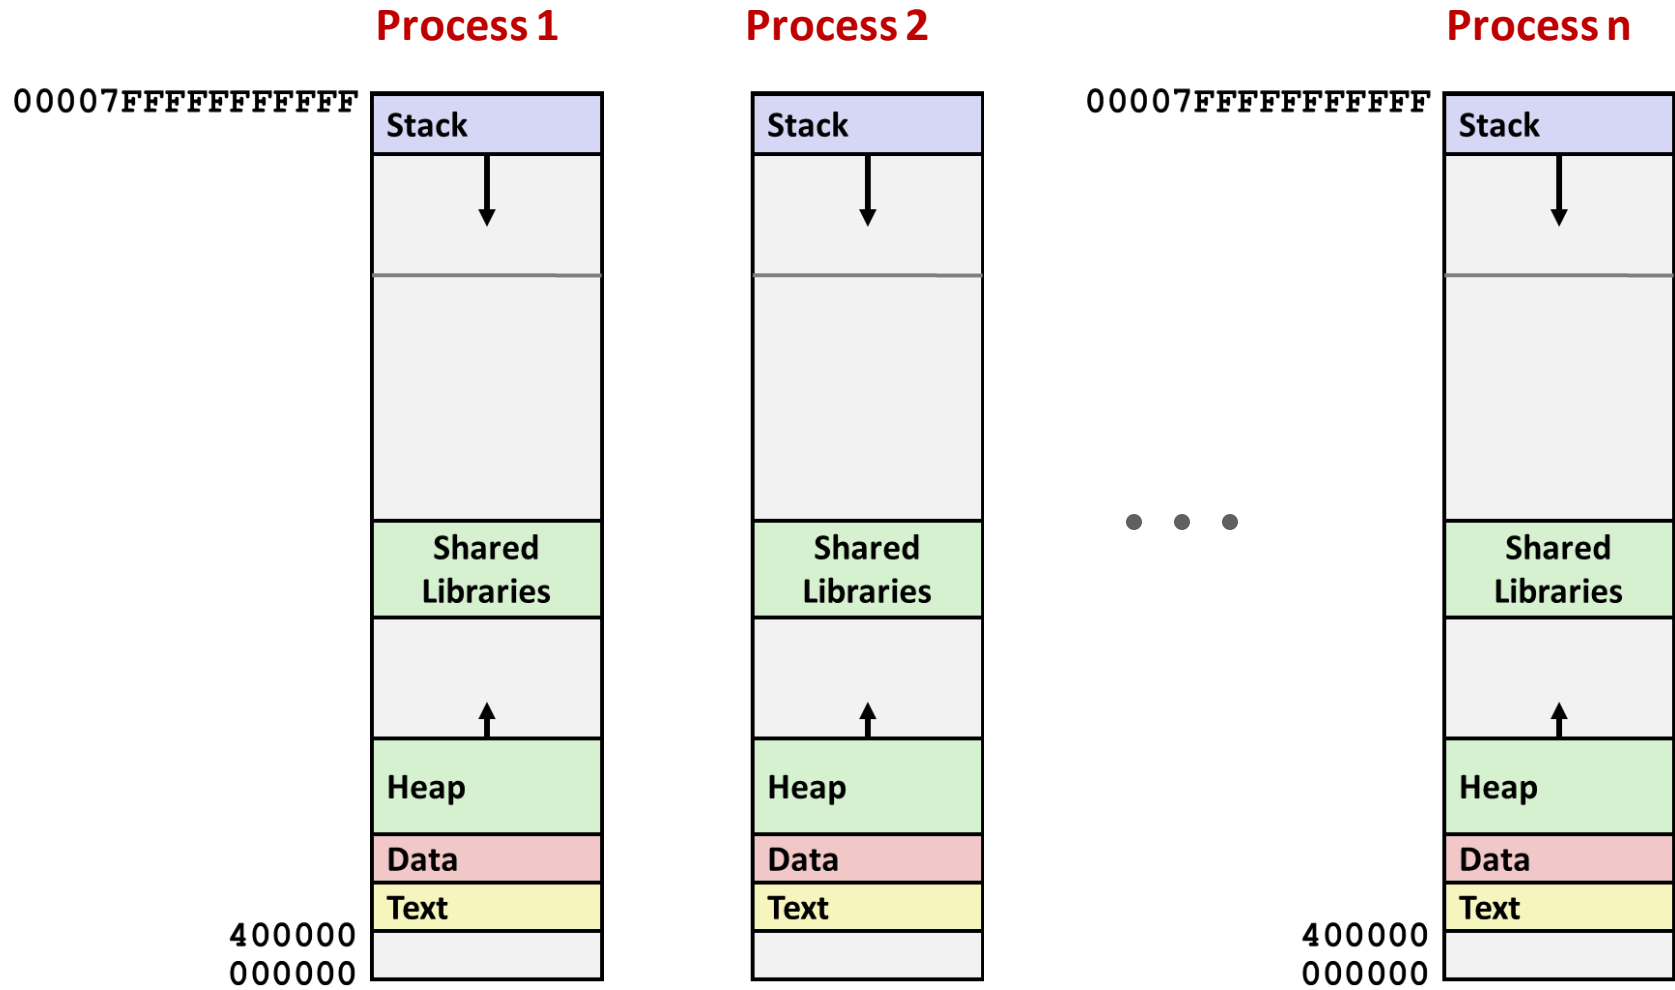 Process 1
Process 2
Process n
00007FFFFFFFFFFF
00007FFFFFFFFFFF
Stack
Stack
Stack
Shared
Libraries
Shared
Libraries
Shared
Libraries
Heap
Heap
Heap
Data
Data
Data
Text
Text
Text
400000
400000
000000
000000